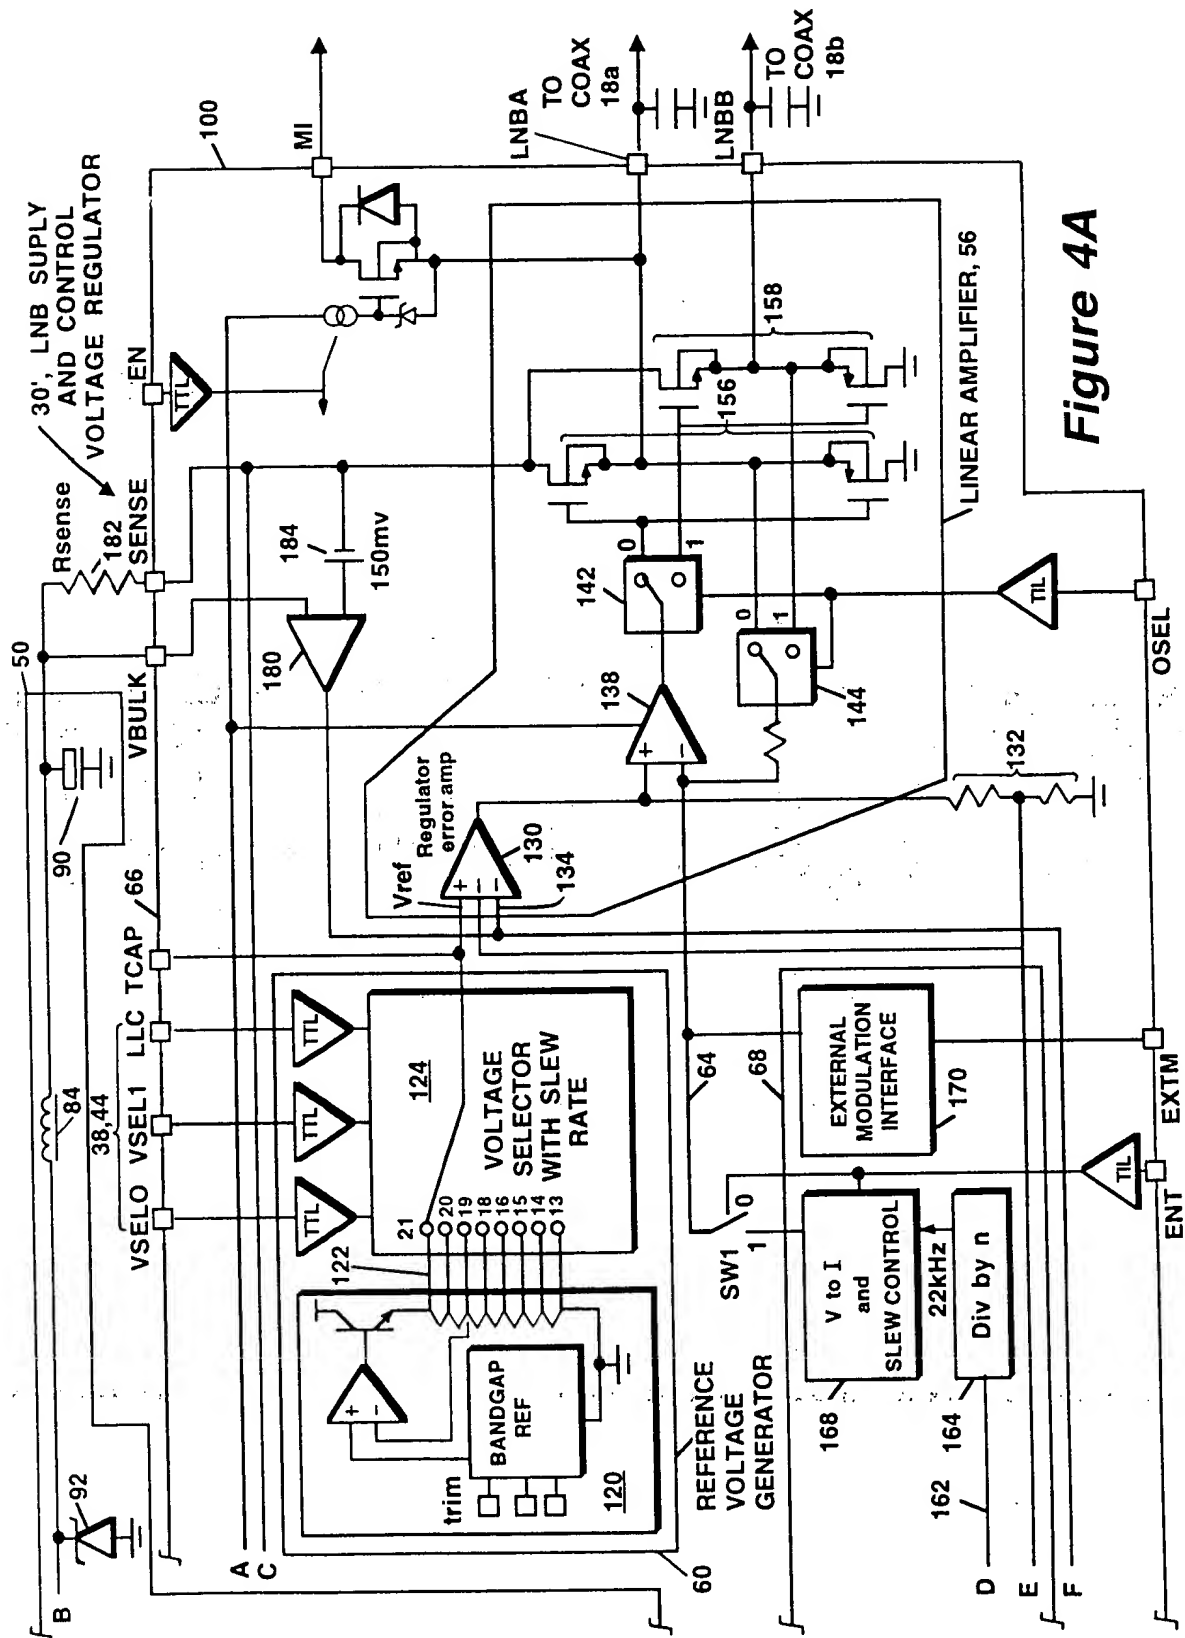 50
84
90
92
B
Rsense
182
30', LNB SUPLY
AND CONTROL
VOLTAGE REGULATOR
100
38,44
66
VSELO
VSEL1
LLC
TCAP
VBULK
SENSE
EN
MI
TTL
TTL
TTL
TTL
A
C
180
184
150mv
LNBA
TO
COAX
18a
LNBB
TO
COAX
18b
122
124
VOLTAGE
SELECTOR
WITH SLEW
RATE
21
20
19
18
16
15
14
13
+
−
BANDGAP
REF
trim
120
60
REFERENCE
VOLTAGE
GENERATOR
Vref
Regulator
error amp
+
−
−
130
134
138
+
−
142
0
1
144
0
1
156
158
LINEAR AMPLIFIER, 56
132
64
68
SW1
1
0
EXTERNAL
MODULATION
INTERFACE
170
V to I
and
SLEW CONTROL
168
22kHz
Div by n
164
162
D
E
F
TIL
TIL
ENT
EXTM
OSEL
Figure 4A